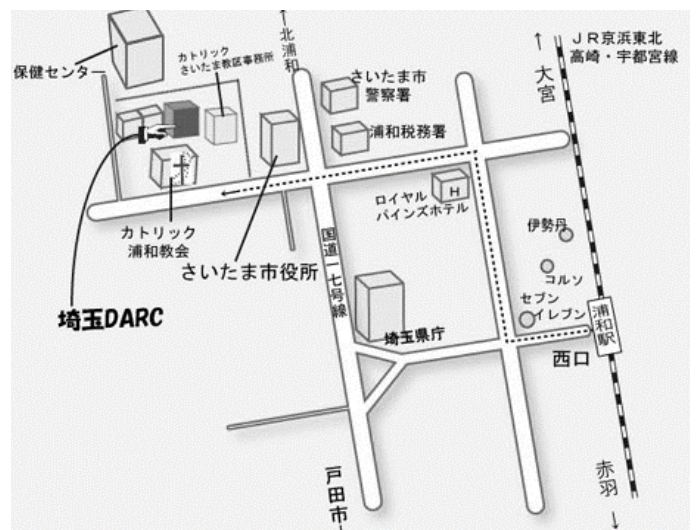 北浦和
↑
JR京浜東北
高崎・宇都宮線
↑
大宮
カトリック
さいたま教区事務所
保健センター
さいたま市
警察署
浦和税務署
ロイヤル
パインズホテル
H
伊勢丹
コルソ
セブン
イレブン
浦和駅
西口
カトリック
浦和教会
さいたま市役所
国道一七号線
埼玉県庁
埼玉DARC
戸田市
赤羽
↓